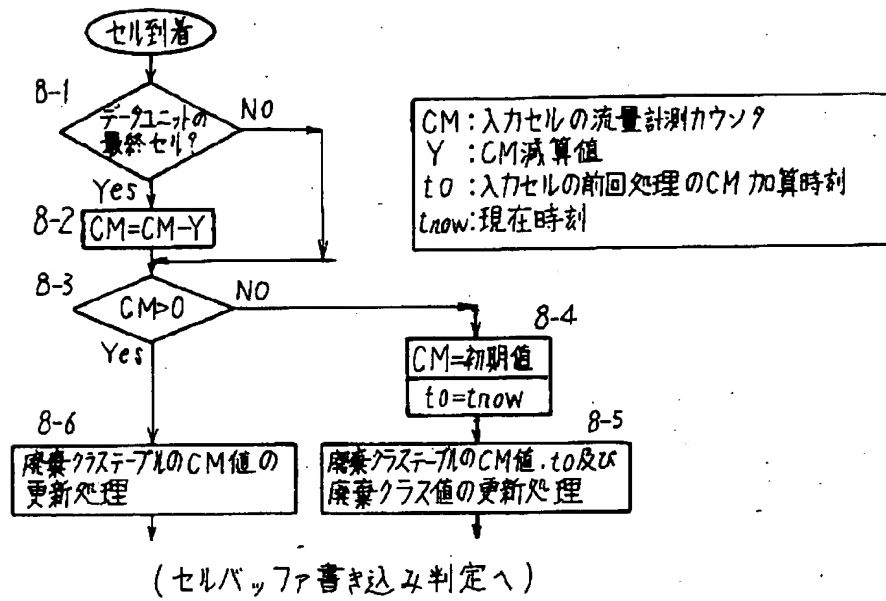 セル到着
8-1
データユニットの
最終セル?
NO
Yes
8-2
CM=CM-Y
8-3
CM>0
NO
Yes
8-4
CM=初期値
t0=tnow
8-6
廃棄クラステーブルのCM値の
更新処理
8-5
廃棄クラステーブルのCM値、t0及び
廃棄クラス値の更新処理
(セルバッファ書き込み判定へ)
CM:入力セルの流量計測カウンタ
Y :CM減算値
t0:入力セルの前回処理のCM加算時刻
tnow:現在時刻